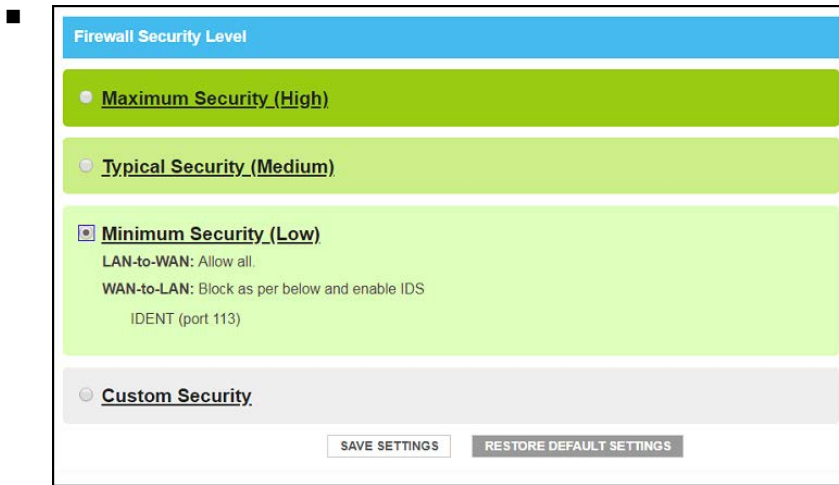 Firewall Security Level
Maximum Security (High)
Typical Security (Medium)
Minimum Security (Low)
LAN-to-WAN: Allow all.
WAN-to-LAN: Block as per below and enable IDS
IDENT (port 113)
Custom Security
SAVE SETTINGS RESTORE DEFAULT SETTINGS